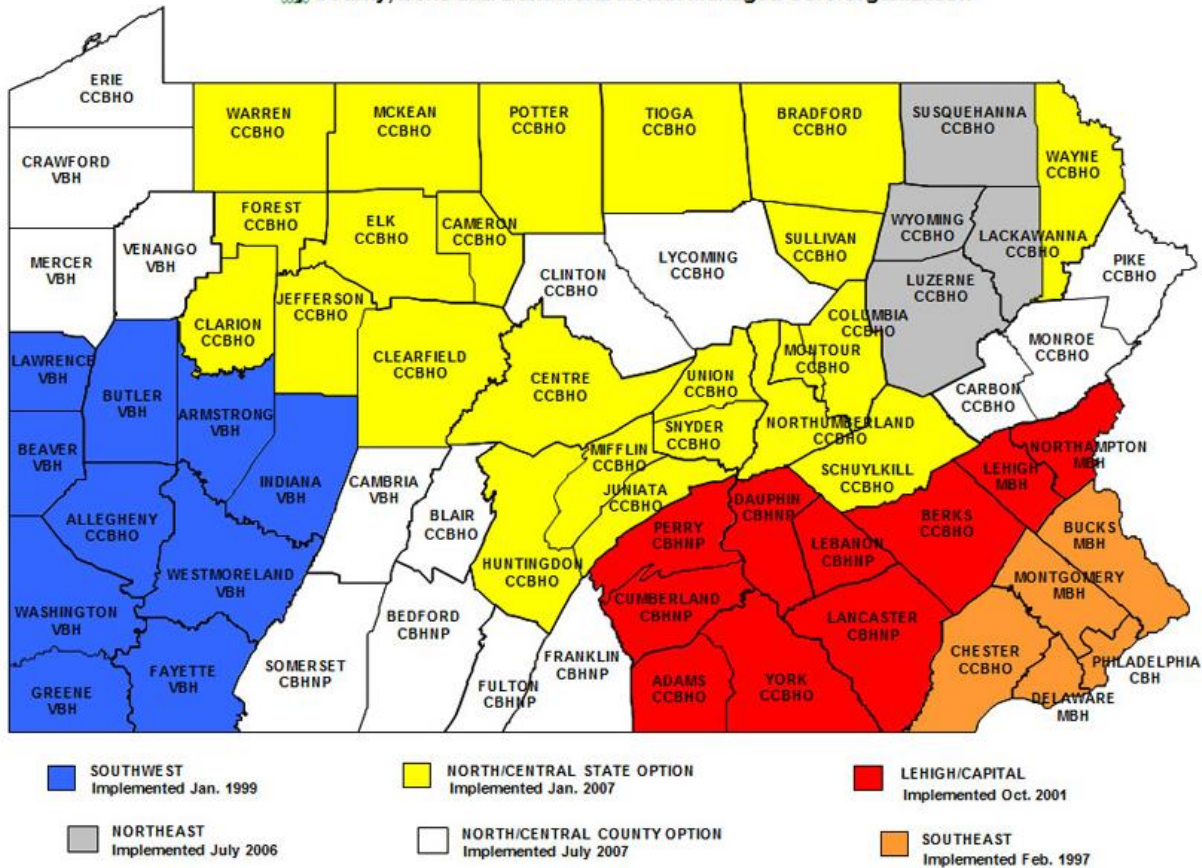 ERIE
CCBHO
CRAWFORD
VBH
MERCER
VBH
VENANGO
VBH
WARREN
CCBHO
MCKEAN
CCBHO
POTTER
CCBHO
TIOGA
CCBHO
BRADFORD
CCBHO
SUSQUEHANNA
CCBHO
WAYNE
CCBHO
FOREST
CCBHO
ELK
CCBHO
CAMERON
CCBHO
CLINTON
CCBHO
LYCOMING
CCBHO
SULLIVAN
CCBHO
WYOMING
CCBHO
LACKAWANNA
CCBHO
PIKE
CCBHO
CLARION
CCBHO
JEFFERSON
CCBHO
CLEARFIELD
CCBHO
CENTRE
CCBHO
UNION
CCBHO
MONTOUR
CCBHO
COLUMBIA
CCBHO
LUZERNE
CCBHO
MONROE
CCBHO
CARBON
CCBHO
LAWRENCE
VBH
BUTLER
VBH
ARMSTRONG
VBH
BEAVER
VBH
INDIANA
VBH
CAMBRIA
VBH
BLAIR
CCBHO
MIFFLIN
CCBHO
SNYDER
CCBHO
NORTHUMBERLAND
CCBHO
JUNIATA
CCBHO
SCHUYLKILL
CCBHO
LEHIGH
MBH
NORTHAMPTON
MBH
ALLEGHENY
CCBHO
WESTMORELAND
VBH
HUNTINGDON
CCBHO
PERRY
CBHNP
DAUPHIN
CBHNP
LEBANON
CBHNP
BERKS
CCBHO
BUCKS
MBH
MONTGOMERY
MBH
WASHINGTON
VBH
GREENE
VBH
FAYETTE
VBH
SOMERSET
CBHNP
BEDFORD
CBHNP
FULTON
CBHNP
FRANKLIN
CBHNP
CUMBERLAND
CBHNP
ADAMS
CCBHO
YORK
CCBHO
LANCASTER
CBHNP
CHESTER
CCBHO
DELAWARE
MBH
PHILADELPHIA
CBH
SOUTHWEST
Implemented Jan. 1999
NORTH/CENTRAL STATE OPTION
Implemented Jan. 2007
LEHIGH/CAPITAL
Implemented Oct. 2001
NORTHEAST
Implemented July 2006
NORTH/CENTRAL COUNTY OPTION
Implemented July 2007
SOUTHEAST
Implemented Feb. 1997